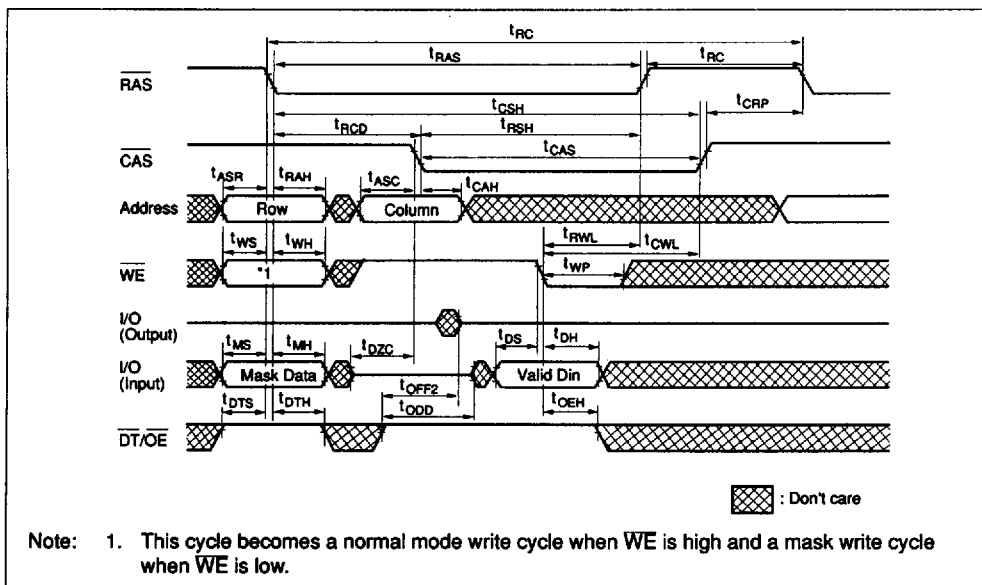 tRC
tRAS
tRC
RAS
tCSH
tCRP
tRCD
tRSH
CAS
tCAS
tASR
tRAH
tASC
tCAH
Address
Row
Column
tRWL
tCWL
tWS
tWH
tWP
WE
*1
I/O
(Output)
tMS
tMH
tDZC
tDS
tDH
I/O
(Input)
Mask Data
Valid Din
tOFF2
tODD
tDTS
tDTH
tOEH
DT/OE
: Don't care
Note: 1. This cycle becomes a normal mode write cycle when WE is high and a mask write cycle
when WE is low.